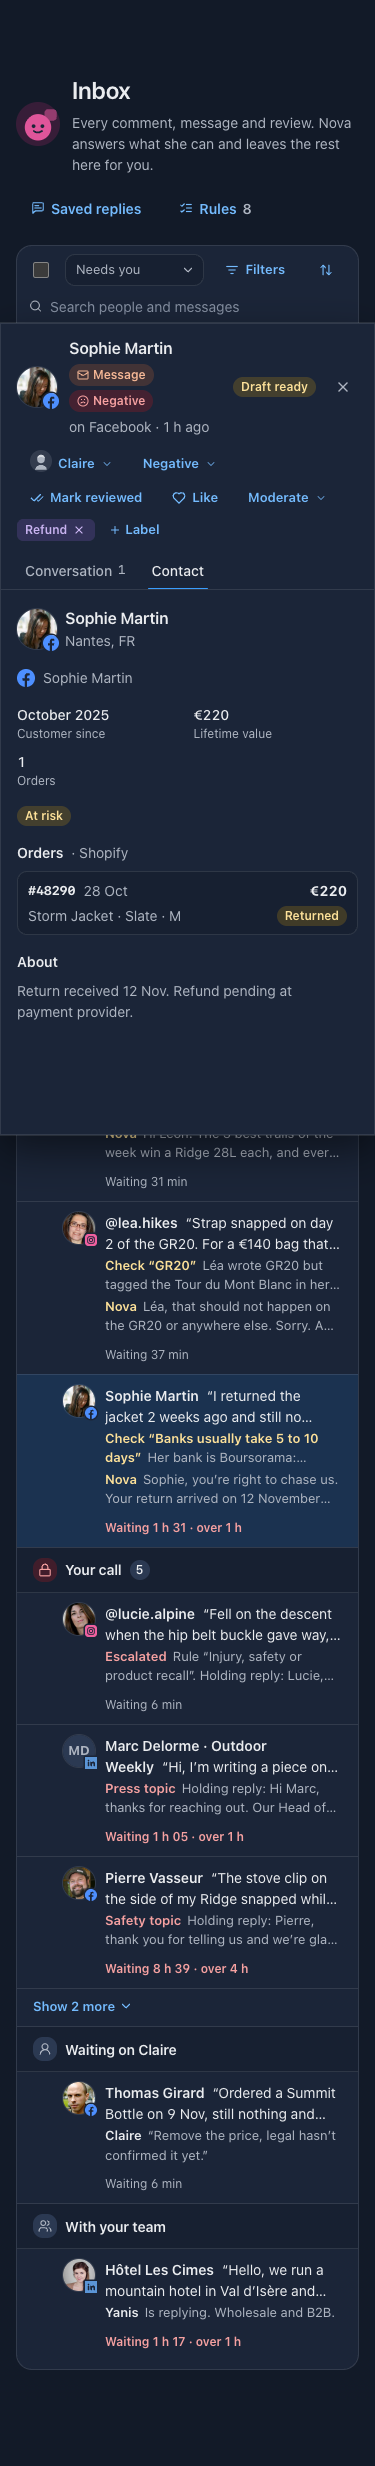 Inbox
Every comment, message and review. Nova
answers what she can and leaves the rest
here for you.
Saved replies
Rules 8
Needs you
Filters
Search people and messages
Sophie Martin
Message
Negative
Draft ready
on Facebook · 1 h ago
Claire
Negative
Mark reviewed
Like
Moderate
Refund
+ Label
Conversation 1
Contact
Sophie Martin
Nantes, FR
Sophie Martin
October 2025
Customer since
€220
Lifetime value
1
Orders
At risk
Orders · Shopify
#48290 28 Oct
€220
Storm Jacket · Slate · M
Returned
About
Return received 12 Nov. Refund pending at
payment provider.
week win a Ridge 28L each, and ever…
Waiting 31 min
@lea.hikes “Strap snapped on day
2 of the GR20. For a €140 bag that…
Check “GR20” Léa wrote GR20 but
tagged the Tour du Mont Blanc in her…
Nova Léa, that should not happen on
the GR20 or anywhere else. Sorry. A…
Waiting 37 min
Sophie Martin “I returned the
jacket 2 weeks ago and still no…
Check “Banks usually take 5 to 10
days” Her bank is Boursorama:…
Nova Sophie, you’re right to chase us.
Your return arrived on 12 November…
Waiting 1 h 31 · over 1 h
Your call 5
@lucie.alpine “Fell on the descent
when the hip belt buckle gave way,…
Escalated Rule “Injury, safety or
product recall”. Holding reply: Lucie,…
Waiting 6 min
MD
Marc Delorme · Outdoor
Weekly “Hi, I’m writing a piece on…
Press topic Holding reply: Hi Marc,
thanks for reaching out. Our Head of…
Waiting 1 h 05 · over 1 h
Pierre Vasseur “The stove clip on
the side of my Ridge snapped whil…
Safety topic Holding reply: Pierre,
thank you for telling us and we’re gla…
Waiting 8 h 39 · over 4 h
Show 2 more
Waiting on Claire
Thomas Girard “Ordered a Summit
Bottle on 9 Nov, still nothing and…
Claire “Remove the price, legal hasn’t
confirmed it yet.”
Waiting 6 min
With your team
Hôtel Les Cimes “Hello, we run a
mountain hotel in Val d’Isère and…
Yanis Is replying. Wholesale and B2B.
Waiting 1 h 17 · over 1 h